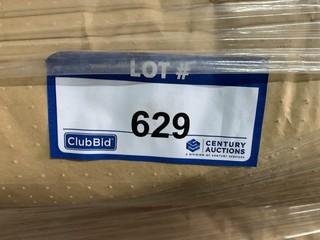 LOT #
629
ClubBid
CENTURY
AUCTIONS
A DIVISION OF CENTURY SERVICES